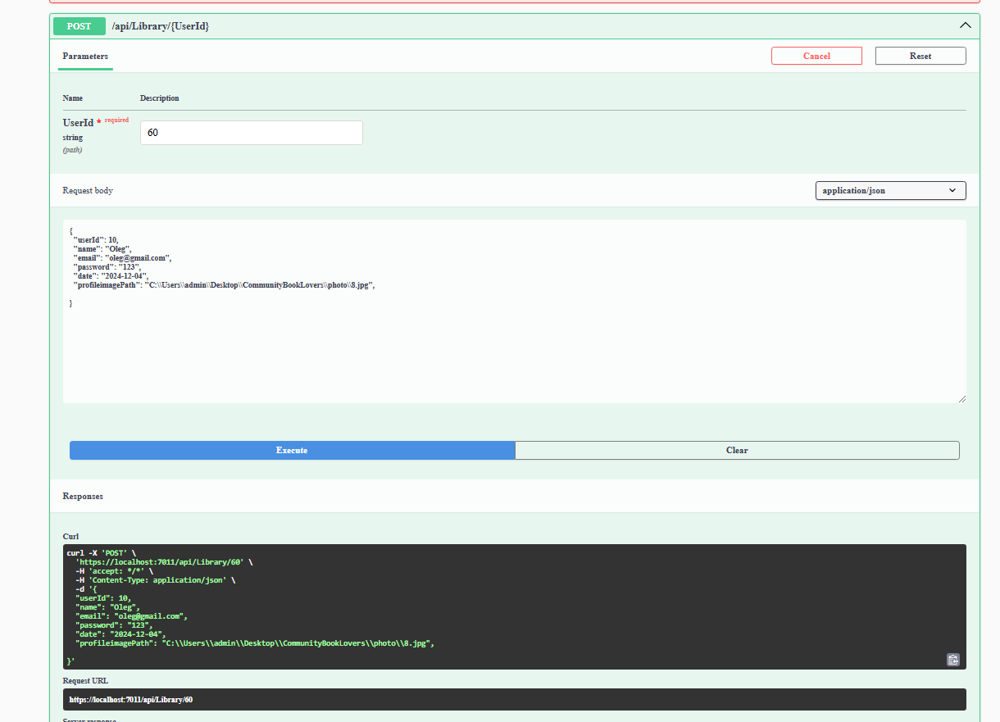 POST /api/Library/{UserId}
Parameters
Cancel
Reset
Name Description
UserId * required
string
(path)
60
Request body
application/json
{
"userId": 10,
"name": "Oleg",
"email": "oleg@gmail.com",
"password": "123",
"date": "2024-12-04",
"profileimagePath": "C:\\Users\\admin\\Desktop\\CommunityBookLovers\\photo\\8.jpg",
}
Execute
Clear
Responses
Curl
curl -X 'POST' \
'https://localhost:7011/api/Library/60' \
-H 'accept: */*' \
-H 'Content-Type: application/json' \
-d '{
"userId": 10,
"name": "Oleg",
"email": "oleg@gmail.com",
"password": "123",
"date": "2024-12-04",
"profileimagePath": "C:\\Users\\admin\\Desktop\\CommunityBookLovers\\photo\\8.jpg",
}'
Request URL
https://localhost:7011/api/Library/60
Server response